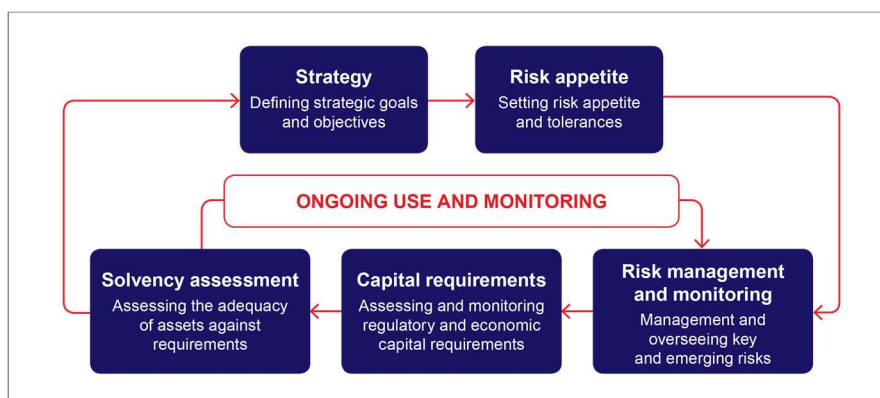 Strategy
Defining strategic goals
and objectives
Risk appetite
Setting risk appetite
and tolerances
ONGOING USE AND MONITORING
Solvency assessment
Assessing the adequacy
of assets against
requirements
Capital requirements
Assessing and monitoring
regulatory and economic
capital requirements
Risk management
and monitoring
Management and
overseeing key
and emerging risks